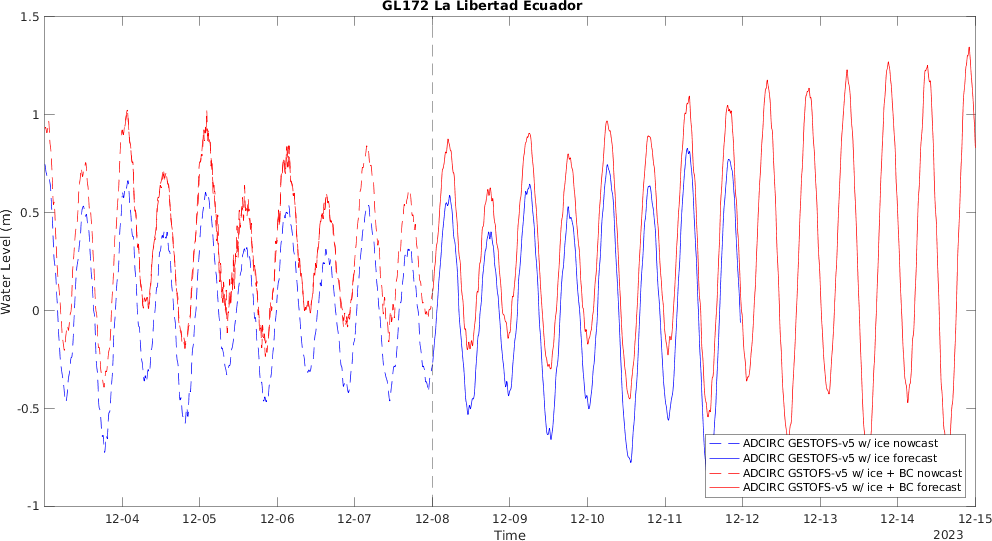 GL172 La Libertad Ecuador
1.5
1
0.5
0
-0.5
-1
Water Level (m)
12-04 12-05 12-06 12-07 12-08 12-09 12-10 12-11 12-12 12-13 12-14 12-15
Time
2023
ADCIRC GESTOFS-v5 w/ ice nowcast
ADCIRC GESTOFS-v5 w/ ice forecast
ADCIRC GSTOFS-v5 w/ ice + BC nowcast
ADCIRC GSTOFS-v5 w/ ice + BC forecast